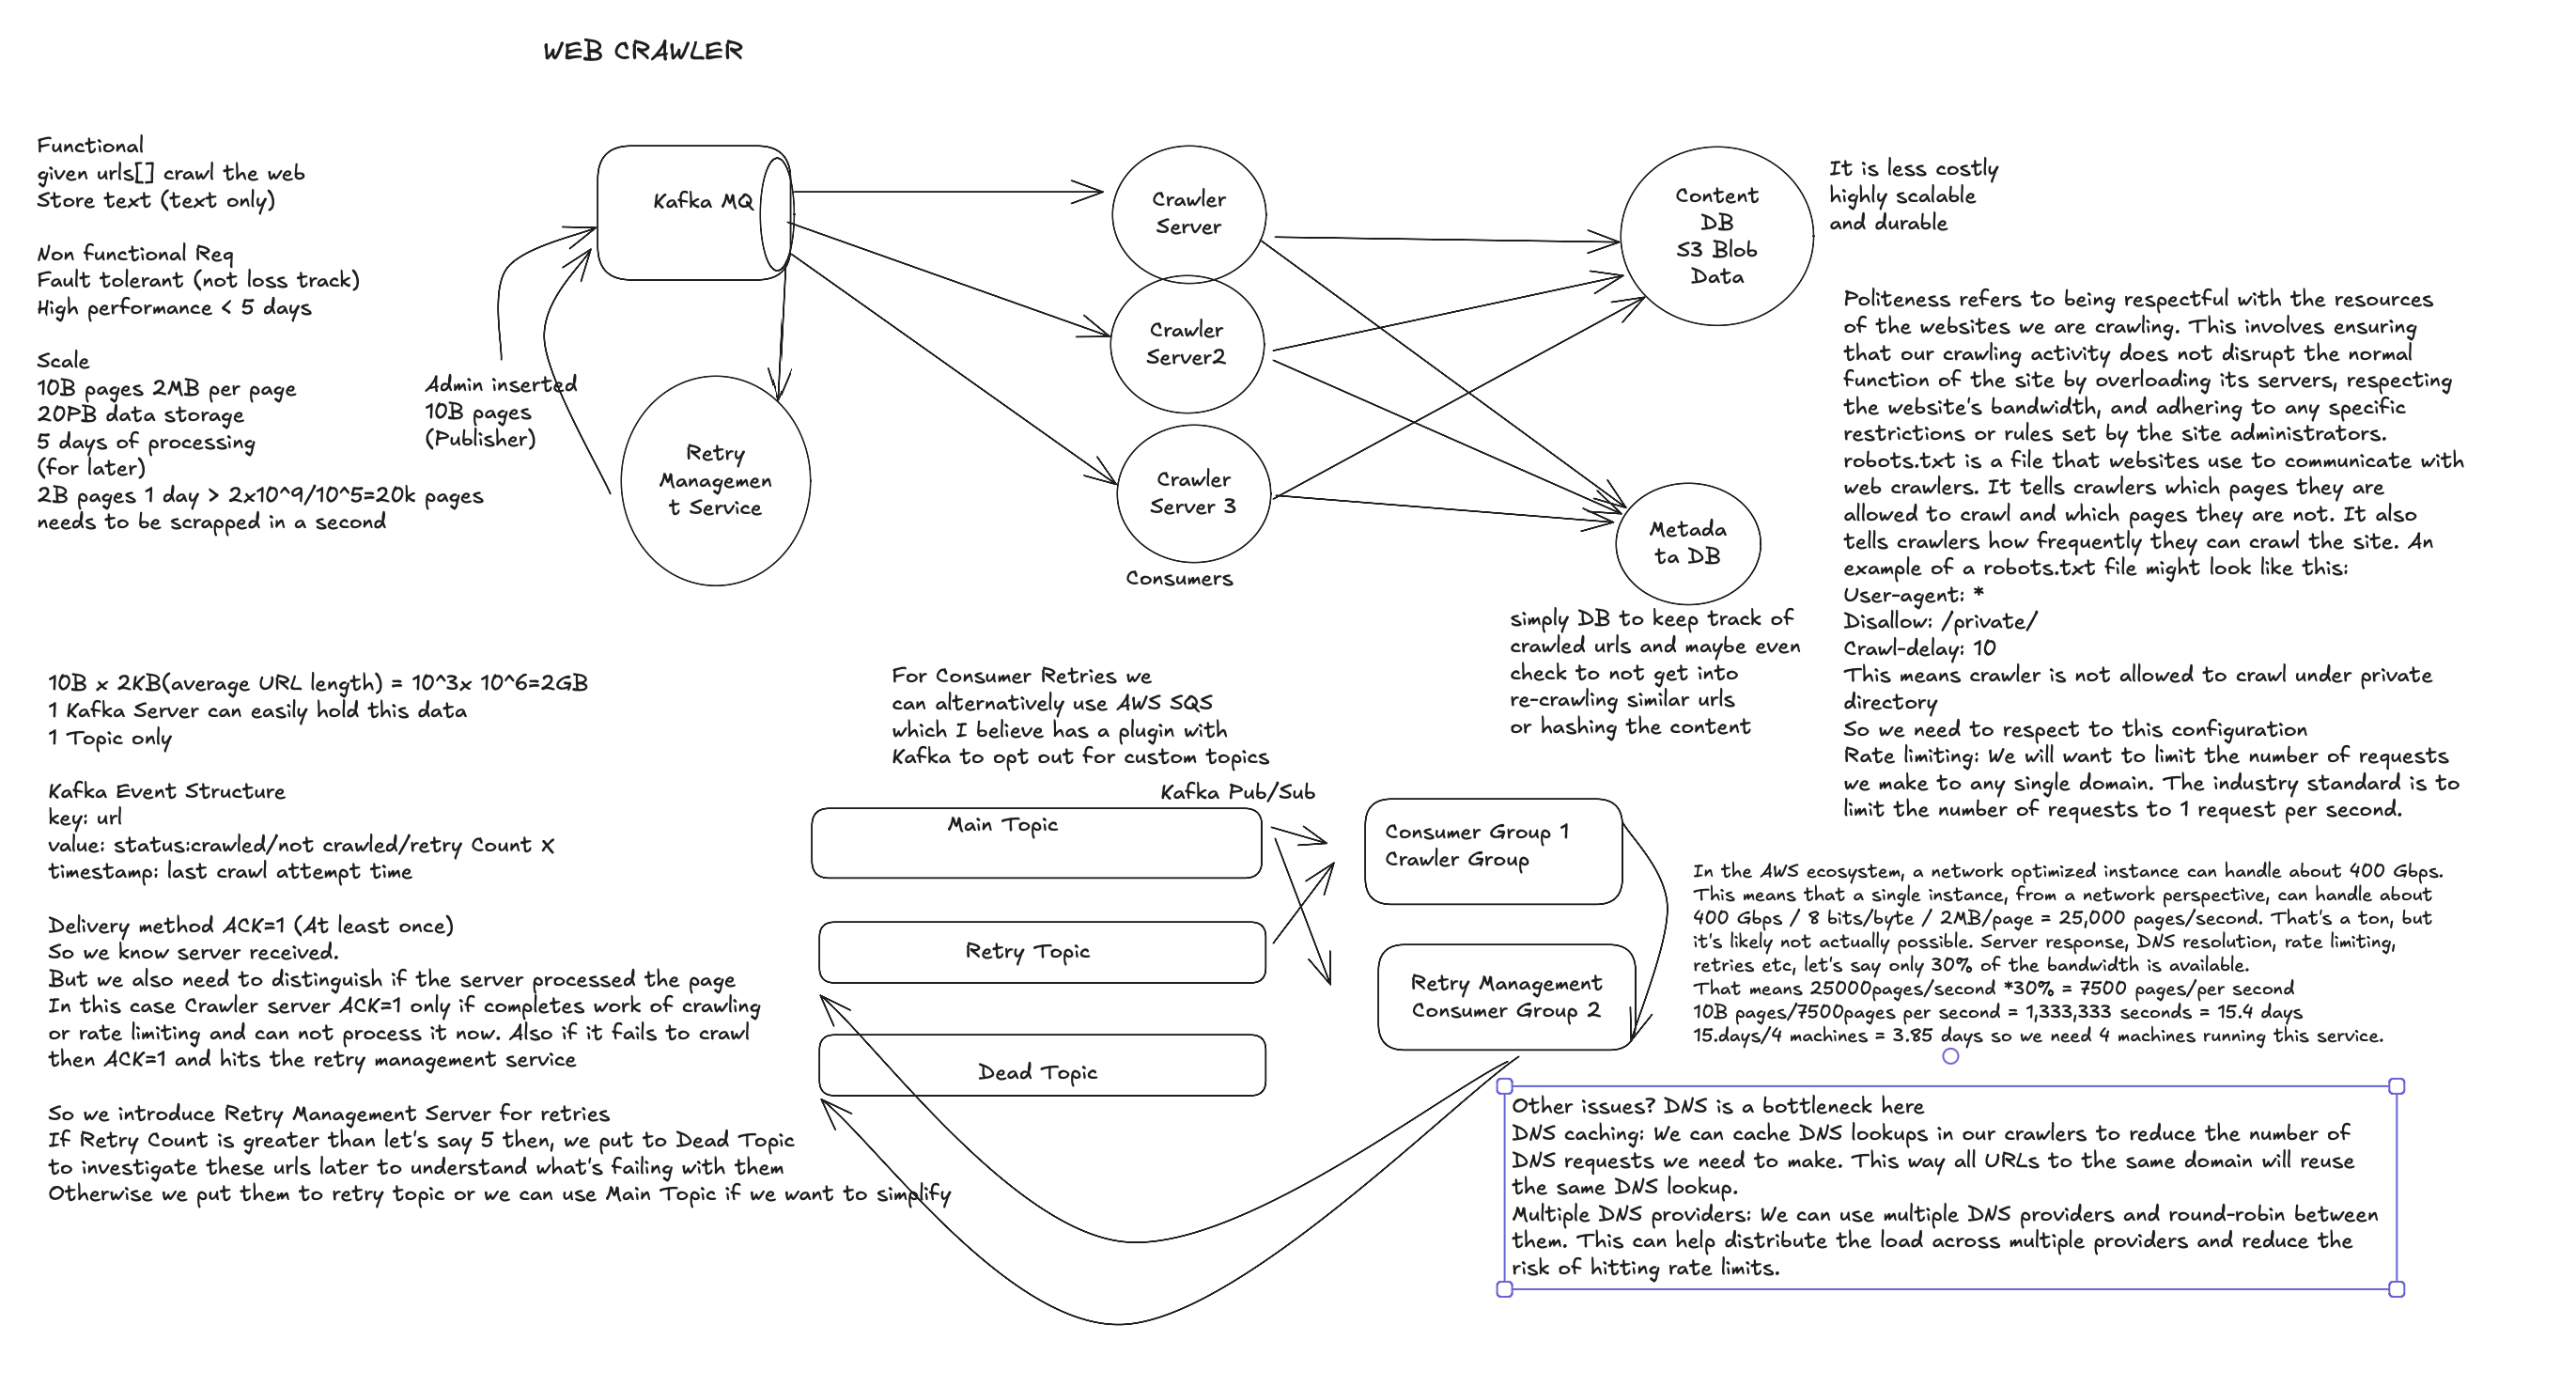 WEB CRAWLER
Functional
given urls[] crawl the web
Store text (text only)
Non functional Req
Fault tolerant (not loss track)
High performance < 5 days
Scale
10B pages 2MB per page
20PB data storage
5 days of processing
(for later)
2B pages 1 day > 2x10^9/10^5=20k pages
needs to be scrapped in a second
Admin inserted
10B pages
(Publisher)
Kafka MQ
Retry
Managemen
t Service
Crawler
Server
Crawler
Server2
Crawler
Server 3
Consumers
Content
DB
S3 Blob
Data
It is less costly
highly scalable
and durable
Metada
ta DB
simply DB to keep track of
crawled urls and maybe even
check to not get into
re-crawling similar urls
or hashing the content
Politeness refers to being respectful with the resources
of the websites we are crawling. This involves ensuring
that our crawling activity does not disrupt the normal
function of the site by overloading its servers, respecting
the website's bandwidth, and adhering to any specific
restrictions or rules set by the site administrators.
robots.txt is a file that websites use to communicate with
web crawlers. It tells crawlers which pages they are
allowed to crawl and which pages they are not. It also
tells crawlers how frequently they can crawl the site. An
example of a robots.txt file might look like this:
User-agent: *
Disallow: /private/
Crawl-delay: 10
This means crawler is not allowed to crawl under private
directory
So we need to respect to this configuration
Rate limiting: We will want to limit the number of requests
we make to any single domain. The industry standard is to
limit the number of requests to 1 request per second.
10B x 2KB(average URL length) = 10^3x 10^6=2GB
1 Kafka Server can easily hold this data
1 Topic only
Kafka Event Structure
key: url
value: status:crawled/not crawled/retry Count X
timestamp: last crawl attempt time
Delivery method ACK=1 (At least once)
So we know server received.
But we also need to distinguish if the server processed the page
In this case Crawler server ACK=1 only if completes work of crawling
or rate limiting and can not process it now. Also if it fails to crawl
then ACK=1 and hits the retry management service
So we introduce Retry Management Server for retries
If Retry Count is greater than let's say 5 then, we put to Dead Topic
to investigate these urls later to understand what's failing with them
Otherwise we put them to retry topic or we can use Main Topic if we want to simplify
For Consumer Retries we
can alternatively use AWS SQS
which I believe has a plugin with
Kafka to opt out for custom topics
Kafka Pub/Sub
Main Topic
Retry Topic
Dead Topic
Consumer Group 1
Crawler Group
Retry Management
Consumer Group 2
In the AWS ecosystem, a network optimized instance can handle about 400 Gbps.
This means that a single instance, from a network perspective, can handle about
400 Gbps / 8 bits/byte / 2MB/page = 25,000 pages/second. That's a ton, but
it's likely not actually possible. Server response, DNS resolution, rate limiting,
retries etc, let's say only 30% of the bandwidth is available.
That means 25000pages/second *30% = 7500 pages/per second
10B pages/7500pages per second = 1,333,333 seconds = 15.4 days
15.days/4 machines = 3.85 days so we need 4 machines running this service.
Other issues? DNS is a bottleneck here
DNS caching: We can cache DNS lookups in our crawlers to reduce the number of
DNS requests we need to make. This way all URLs to the same domain will reuse
the same DNS lookup.
Multiple DNS providers: We can use multiple DNS providers and round-robin between
them. This can help distribute the load across multiple providers and reduce the
risk of hitting rate limits.